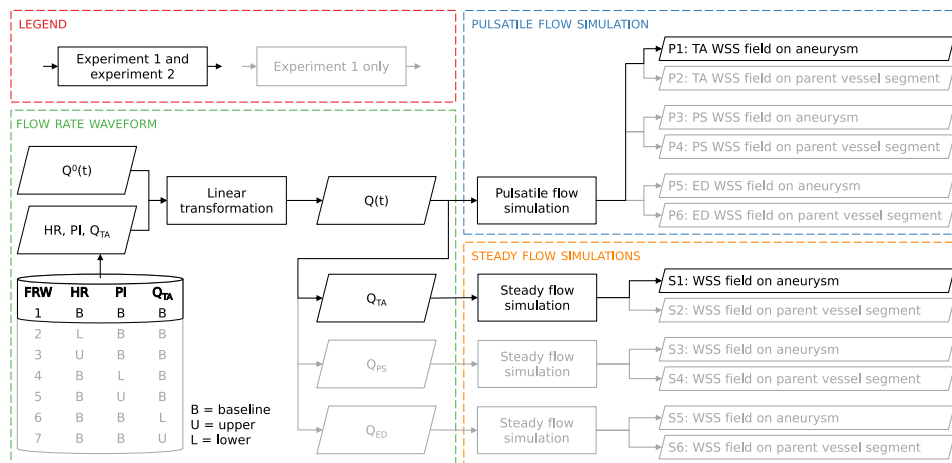 LEGEND
Experiment 1 and
experiment 2
Experiment 1 only
FLOW RATE WAVEFORM
Q⁰(t)
HR, PI, Q_TA
Linear
transformation
Q(t)
FRW HR PI Q_TA
1 B B B
2 L B B
3 U B B
4 B L B
5 B U B
6 B B L
7 B B U
B = baseline
U = upper
L = lower
Q_TA
Q_PS
Q_ED
PULSATILE FLOW SIMULATION
Pulsatile flow
simulation
P1: TA WSS field on aneurysm
P2: TA WSS field on parent vessel segment
P3: PS WSS field on aneurysm
P4: PS WSS field on parent vessel segment
P5: ED WSS field on aneurysm
P6: ED WSS field on parent vessel segment
STEADY FLOW SIMULATIONS
Steady flow
simulation
S1: WSS field on aneurysm
S2: WSS field on parent vessel segment
Steady flow
simulation
S3: WSS field on aneurysm
S4: WSS field on parent vessel segment
Steady flow
simulation
S5: WSS field on aneurysm
S6: WSS field on parent vessel segment